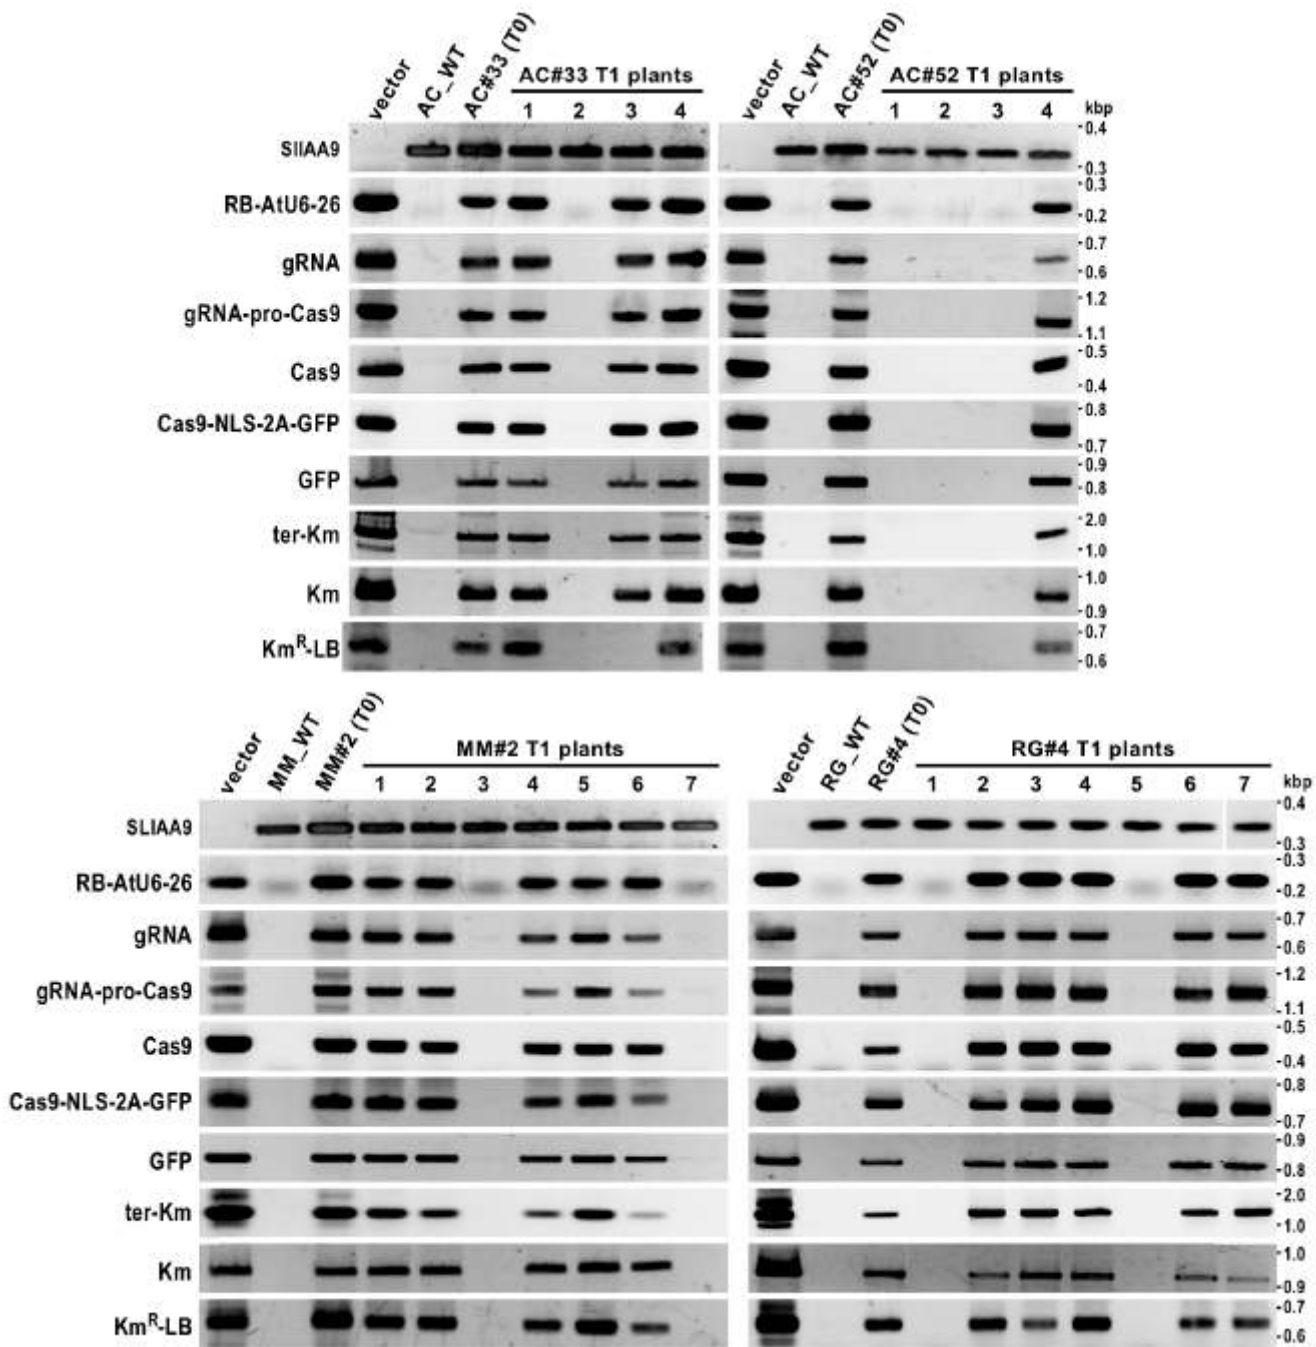 vector AC_WT AC#33 (T0) AC#33 T1 plants vector AC_WT AC#52 (T0) AC#52 T1 plants
1 2 3 4 1 2 3 4 kbp
SlIAA9 0.4 0.3
RB-AtU6-26 0.3 0.2
gRNA 0.7 0.6
gRNA-pro-Cas9 1.2 1.1
Cas9 0.5 0.4
Cas9-NLS-2A-GFP 0.8 0.7
GFP 0.9 0.8
ter-Km 2.0 1.0
Km 1.0 0.9
Kmᴿ-LB 0.7 0.6
vector MM_WT MM#2 (T0) MM#2 T1 plants vector RG_WT RG#4 (T0) RG#4 T1 plants
1 2 3 4 5 6 7 1 2 3 4 5 6 7 kbp
SLIAA9 0.4 0.3
RB-AtU6-26 0.3 0.2
gRNA 0.7 0.6
gRNA-pro-Cas9 1.2 1.1
Cas9 0.5 0.4
Cas9-NLS-2A-GFP 0.8 0.7
GFP 0.9 0.8
ter-Km 2.0 1.0
Km 1.0 0.9
Kmᴿ-LB 0.7 0.6